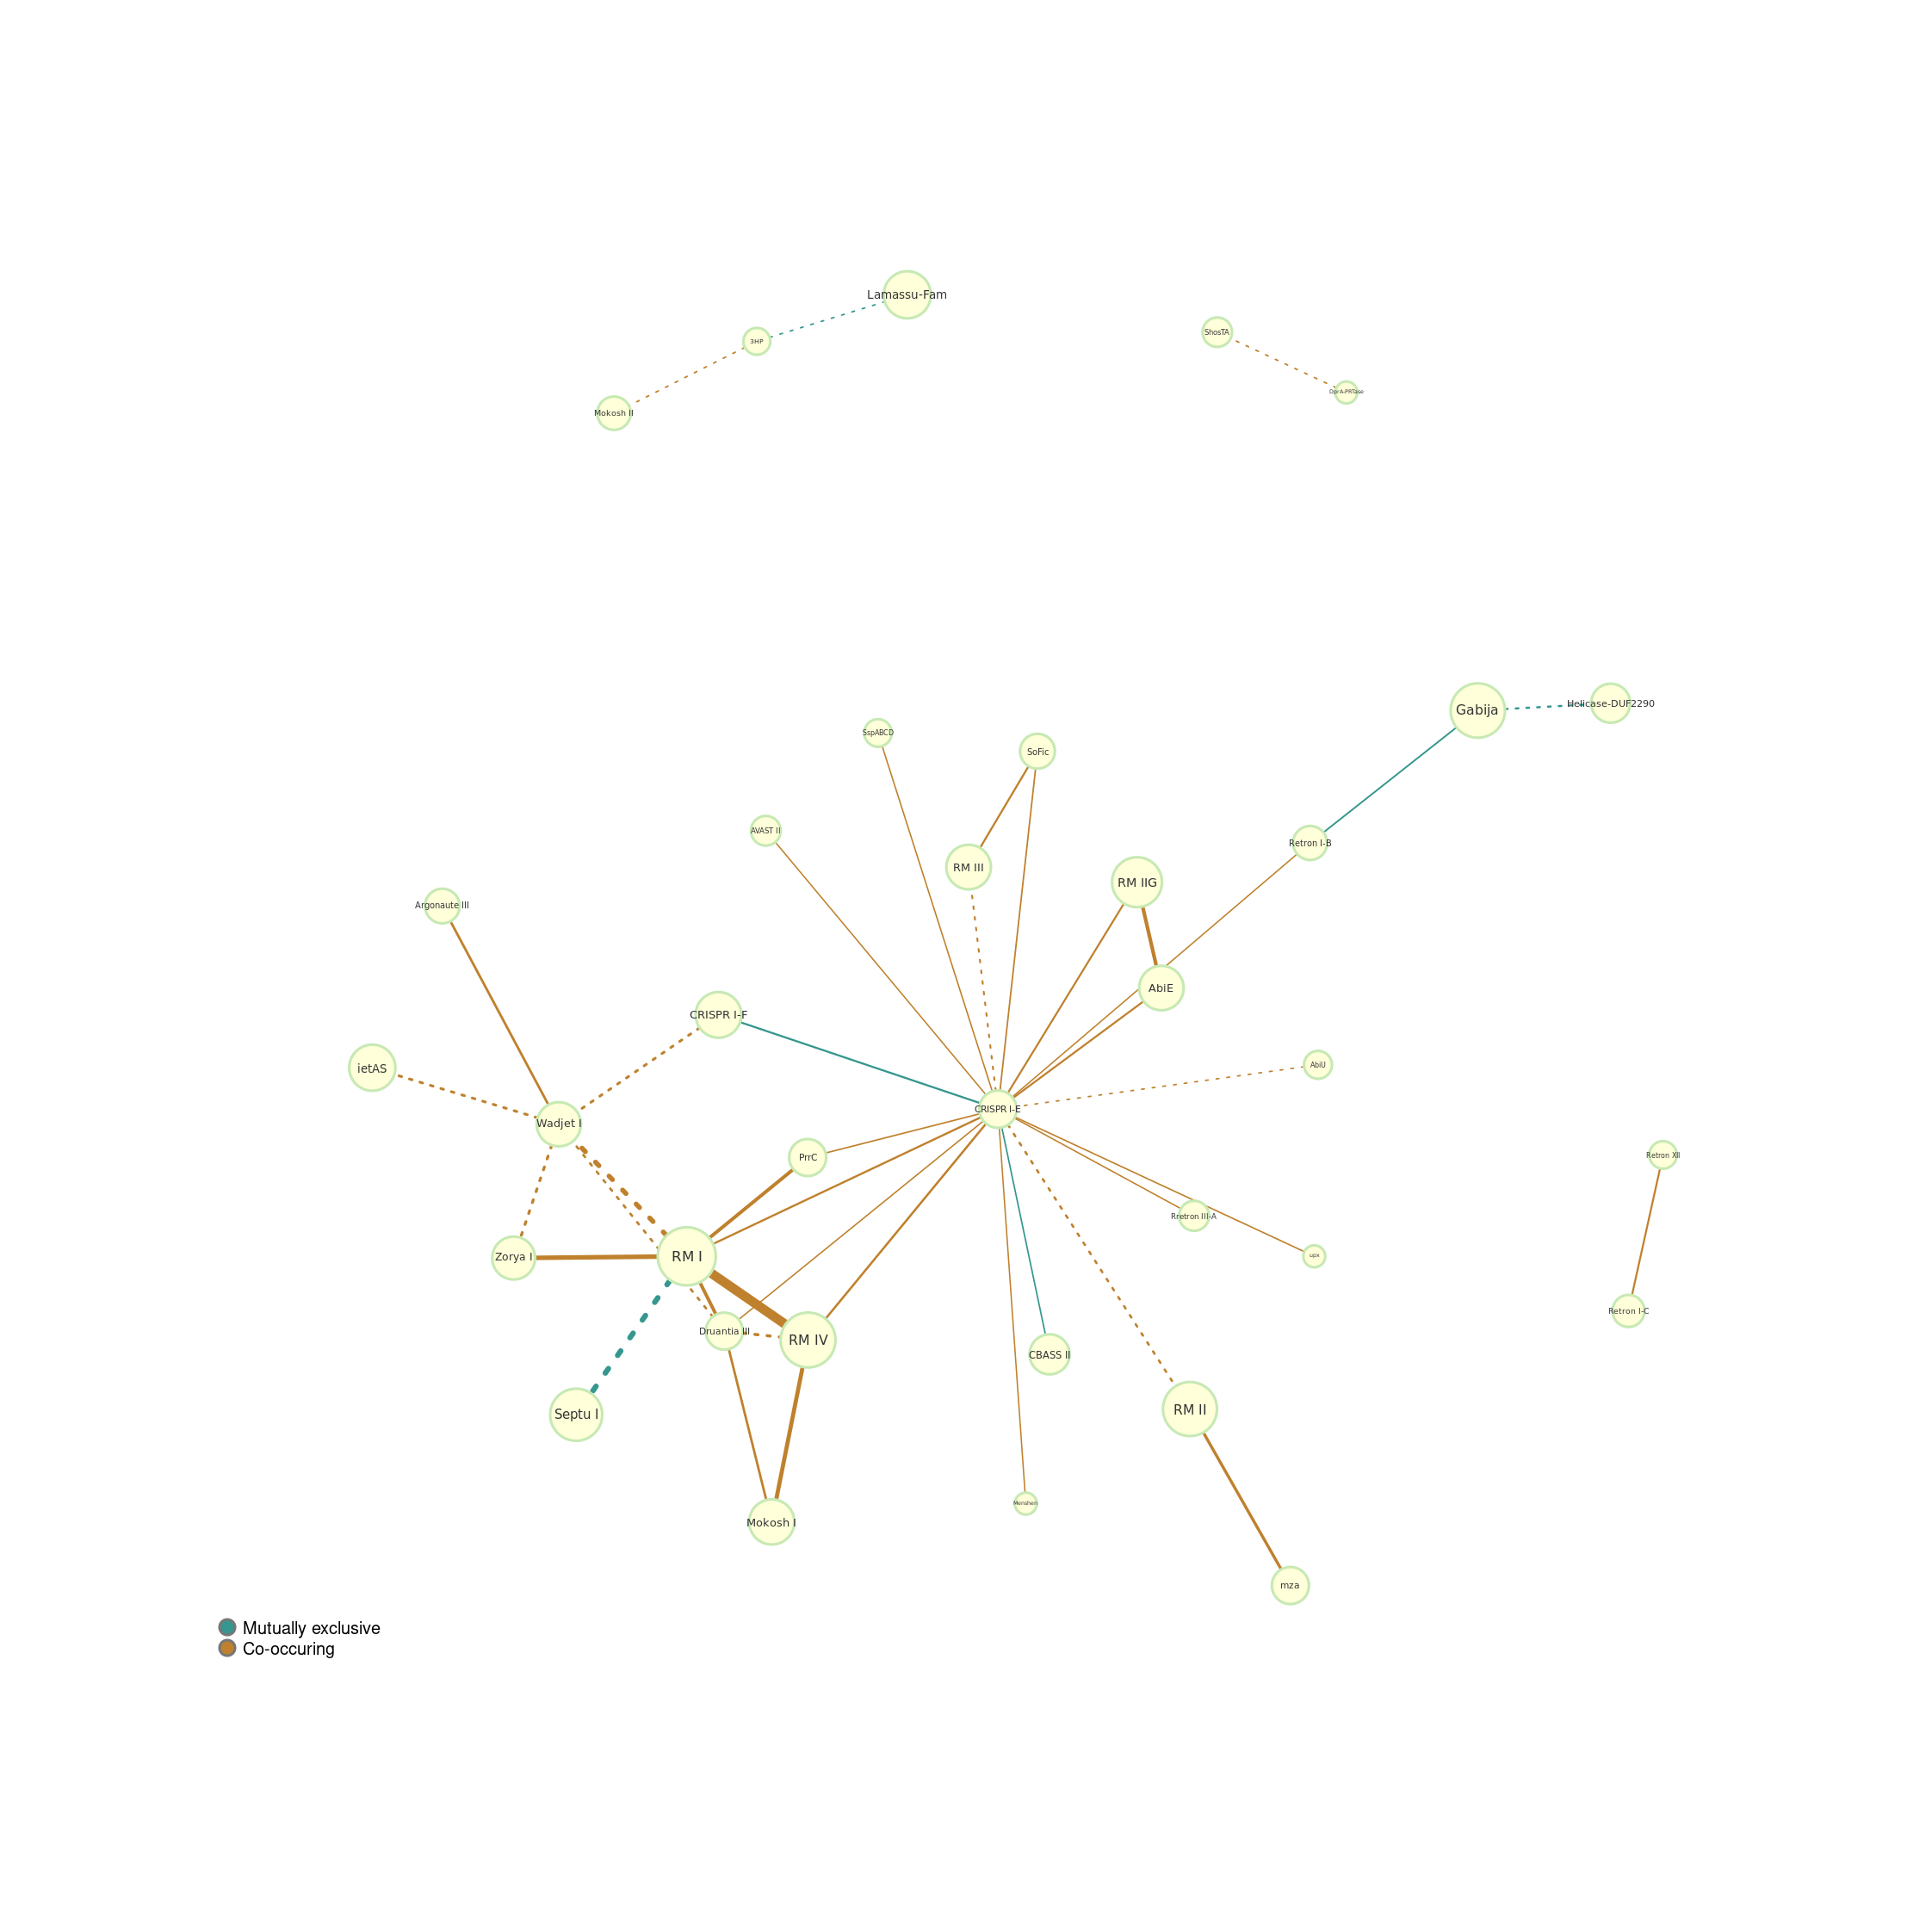 Lamassu-Fam
ShosTA
3HP
DprA-PRTase
Mokosh II
Helicase-DUF2290
Gabija
SspABCD
SoFic
AVAST II
Retron I-B
RM III
RM IIG
Argonaute III
AbiE
CRISPR I-F
AbiU
ietAS
CRISPR I-E
Wadjet I
Retron XII
PrrC
Rretron III-A
RM I
Zorya I
upx
Retron I-C
Druantia III
RM IV
CBASS II
RM II
Septu I
Menshen
Mokosh I
mza
Mutually exclusive
Co-occuring